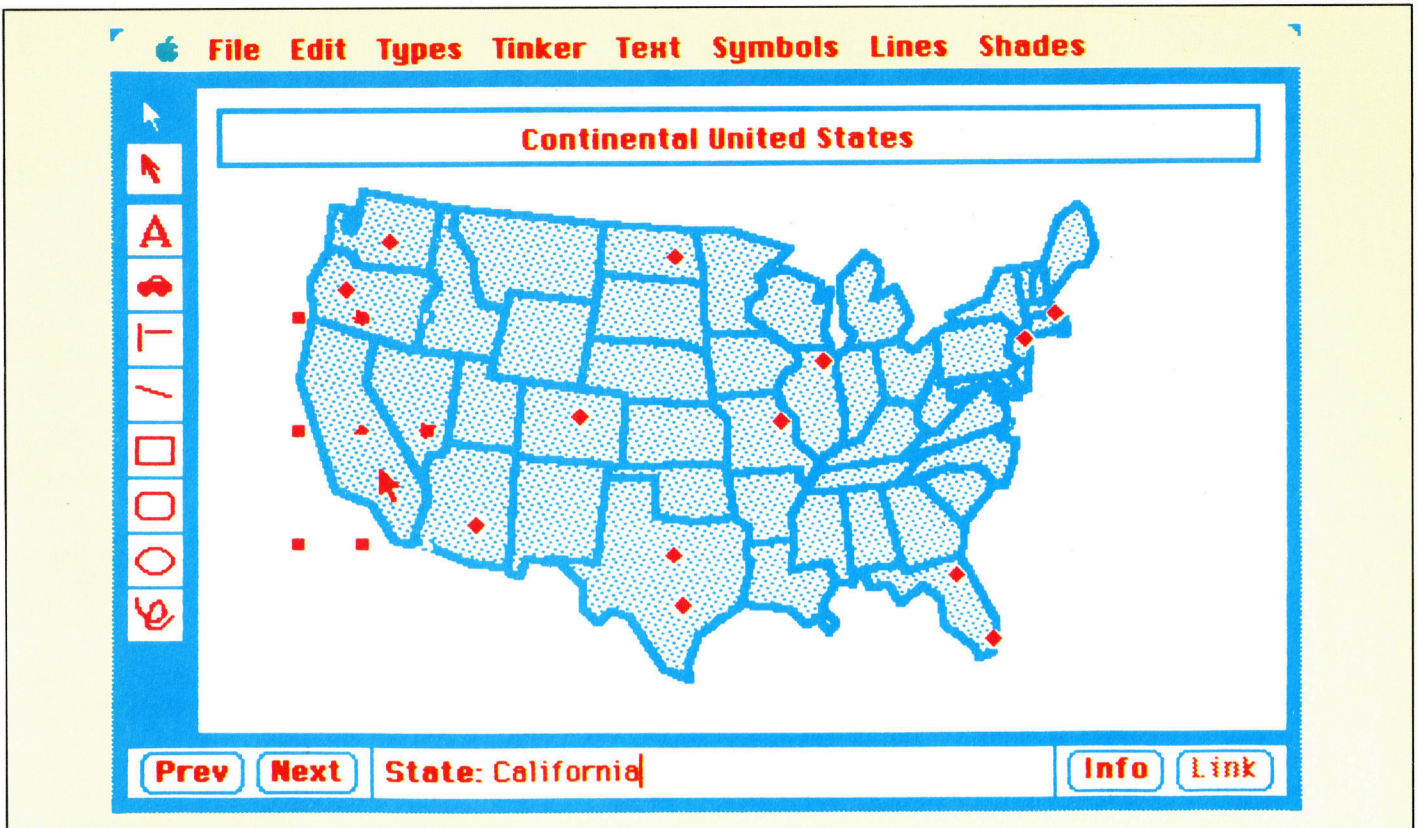 File Edit Types Tinker Text Symbols Lines Shades
Continental United States
A
Prev Next State: California Info Link